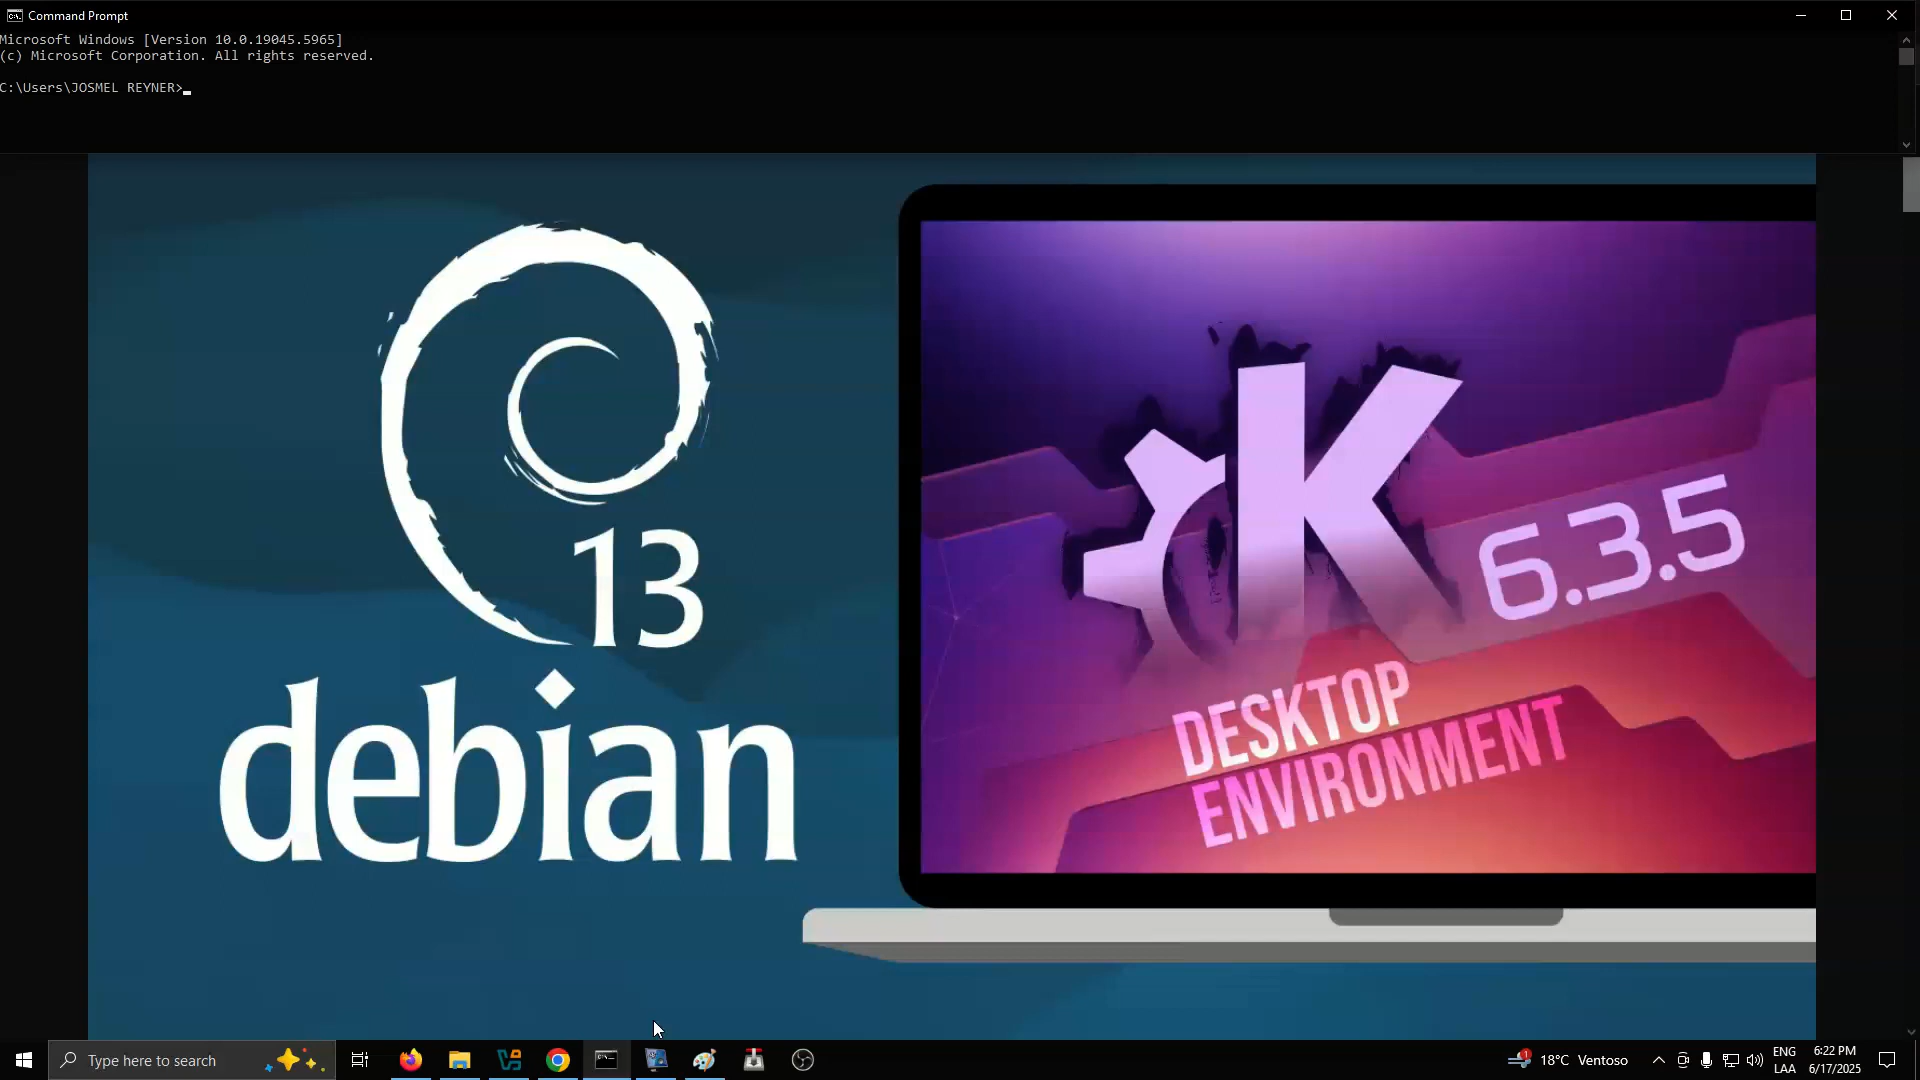 Command Prompt
Microsoft Windows [Version 10.0.19045.5965]
(c) Microsoft Corporation. All rights reserved.
C:\Users\JOSMEL REYNER>
13
debian
K
6.3.5
DESKTOP
ENVIRONMENT
Type here to search
1
18°C Ventoso
ENG
LAA
6:22 PM
6/17/2025